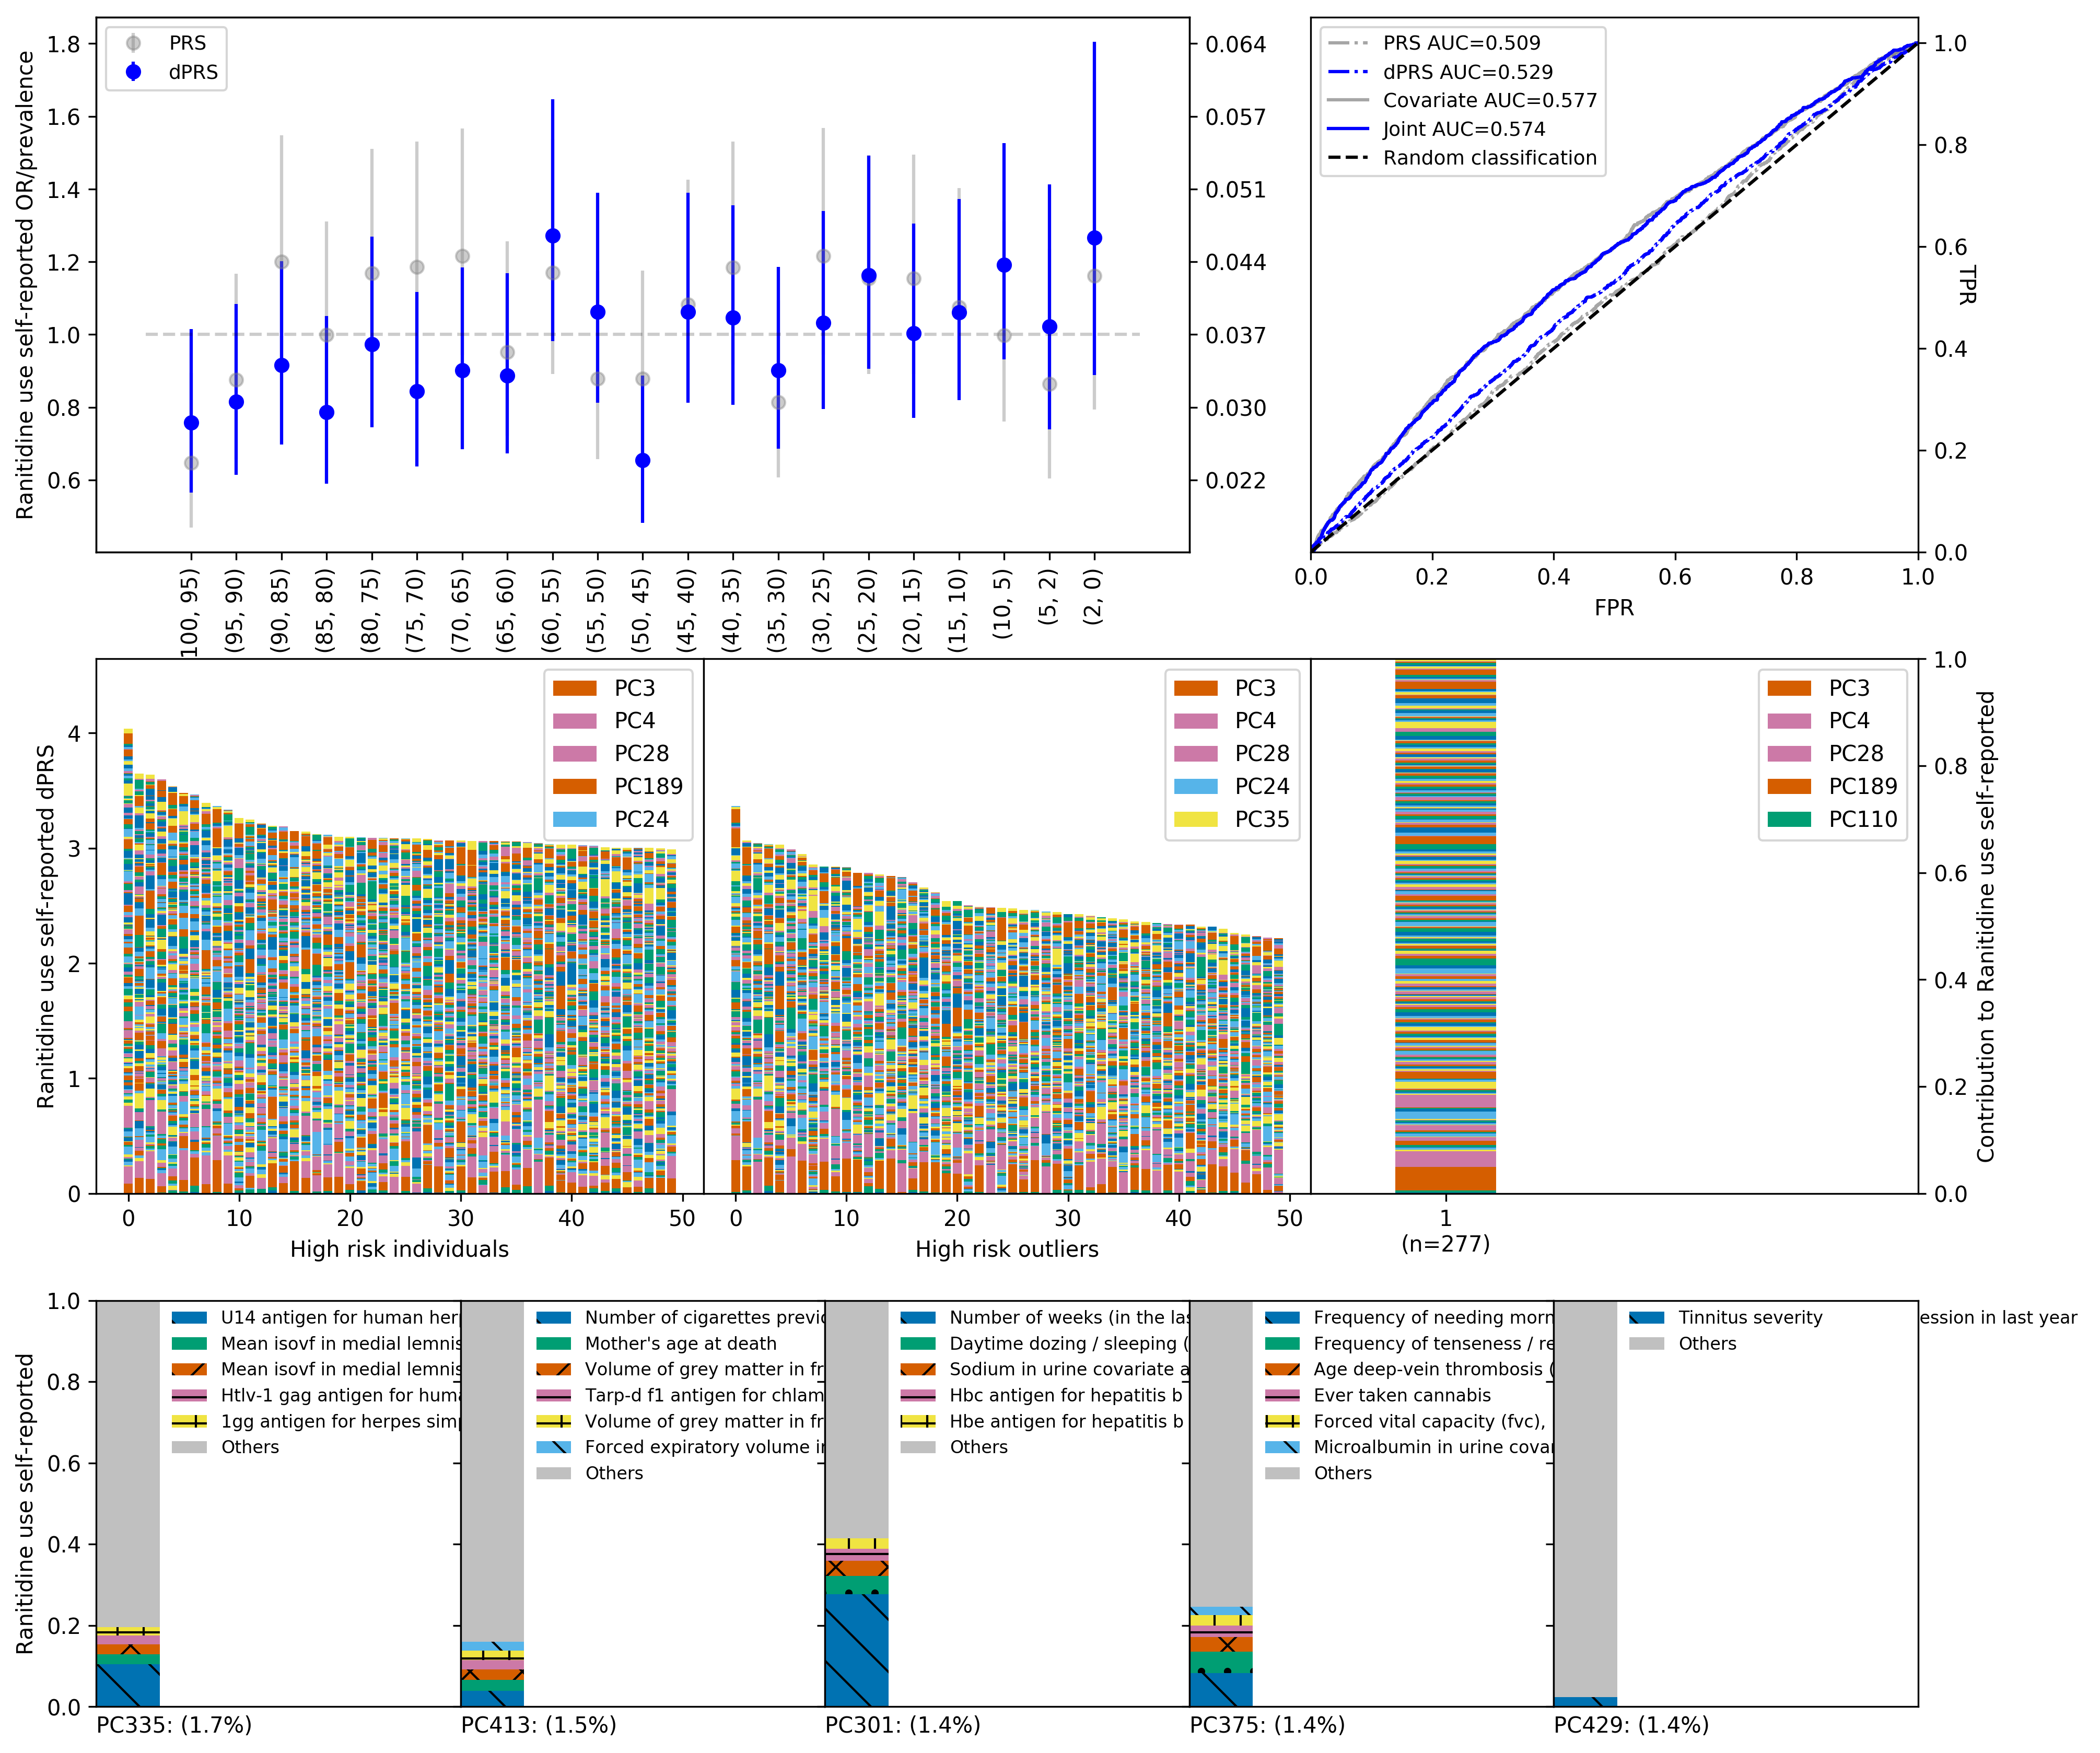 Ranitidine use self-reported OR/prevalence
1.8
1.6
1.4
1.2
1.0
0.8
0.6
PRS
dPRS
0.064
0.057
0.051
0.044
0.037
0.030
0.022
100, 95)
(95, 90)
(90, 85)
(85, 80)
(80, 75)
(75, 70)
(70, 65)
(65, 60)
(60, 55)
(55, 50)
(50, 45)
(45, 40)
(40, 35)
(35, 30)
(30, 25)
(25, 20)
(20, 15)
(15, 10)
(10, 5)
(5, 2)
(2, 0)
PRS AUC=0.509
dPRS AUC=0.529
Covariate AUC=0.577
Joint AUC=0.574
Random classification
1.0
0.8
0.6
0.4
0.2
0.0
TPR
0.0 0.2 0.4 0.6 0.8 1.0
FPR
Ranitidine use self-reported dPRS
4
3
2
1
0
PC3
PC4
PC28
PC189
PC24
0 10 20 30 40 50
High risk individuals
PC3
PC4
PC28
PC24
PC35
0 10 20 30 40 50
High risk outliers
PC3
PC4
PC28
PC189
PC110
1
(n=277)
1.0
0.8
0.6
0.4
0.2
0.0
Contribution to Ranitidine use self-reported
Ranitidine use self-reported
1.0
0.8
0.6
0.4
0.2
0.0
U14 antigen for human her
Mean isovf in medial lemnis
Mean isovf in medial lemnis
Htlv-1 gag antigen for huma
1gg antigen for herpes simp
Others
PC335: (1.7%)
Number of cigarettes previo
Mother's age at death
Volume of grey matter in fr
Tarp-d f1 antigen for chlam
Volume of grey matter in fr
Forced expiratory volume in
Others
PC413: (1.5%)
Number of weeks (in the las
Daytime dozing / sleeping (
Sodium in urine covariate a
Hbc antigen for hepatitis b
Hbe antigen for hepatitis b
Others
PC301: (1.4%)
Frequency of needing morn
Frequency of tenseness / re
Age deep-vein thrombosis (
Ever taken cannabis
Forced vital capacity (fvc),
Microalbumin in urine covar
Others
PC375: (1.4%)
Tinnitus severity
Others
ession in last year
PC429: (1.4%)